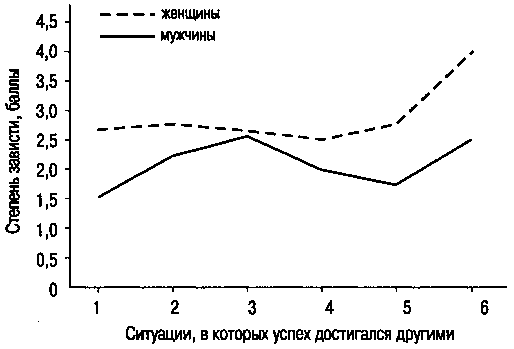 женщины
мужчины
4,5
4,0
3,5
3,0
2,5
2,0
1,5
1,0
0,5
0
Степень зависти, баллы
1 2 3 4 5 6
Ситуации, в которых успех достигался другими